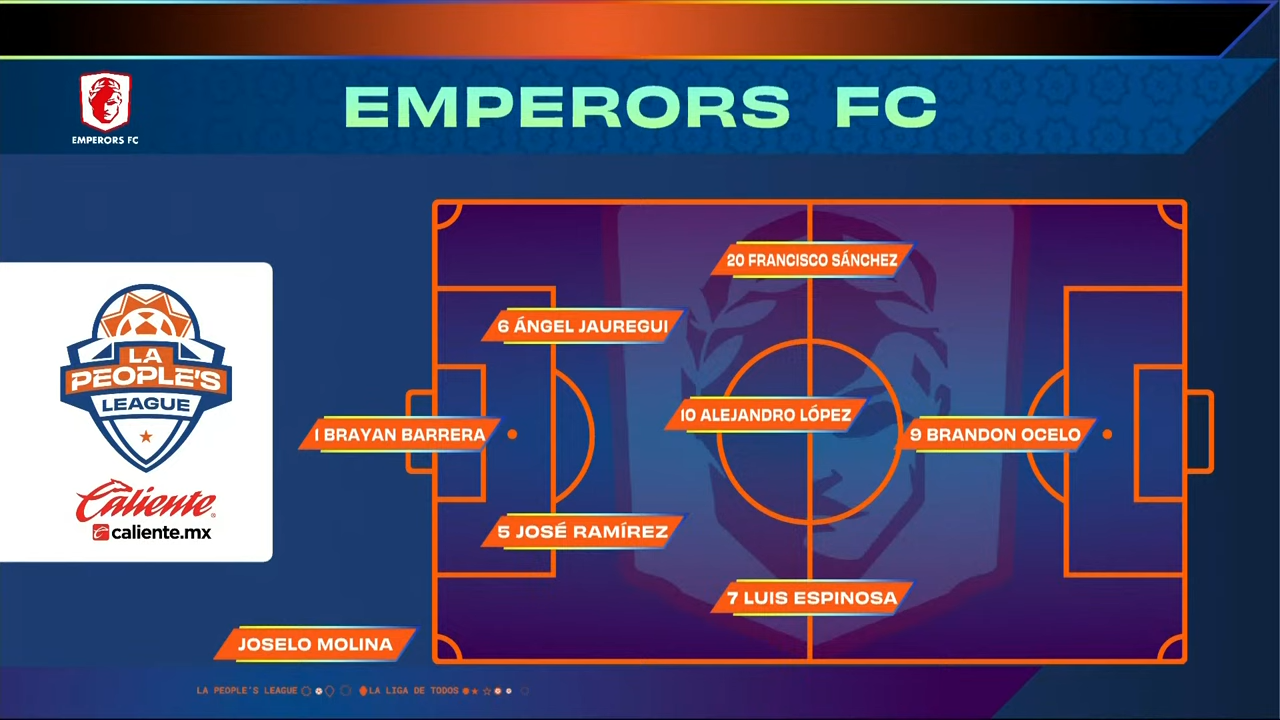 EMPERORS FC
EMPERORS FC
20 FRANCISCO SÁNCHEZ
6 ÁNGEL JAUREGUI
LA
PEOPLE'S
LEAGUE
10 ALEJANDRO LÓPEZ
1 BRAYAN BARRERA
9 BRANDON OCELO
Caliente
caliente.mx
5 JOSÉ RAMÍREZ
7 LUIS ESPINOSA
JOSELO MOLINA
LA PEOPLE'S LEAGUE LA LIGA DE TODOS